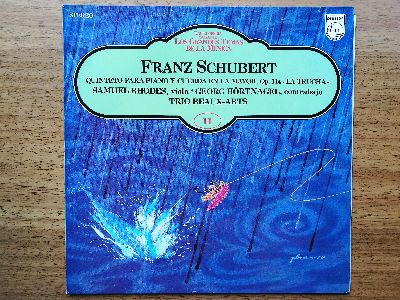 LOS GRANDES TEMAS
DE LA MÚSICA
FRANZ SCHUBERT
QUINTETO PARA PIANO Y CUERDA EN LA MAYOR, Op. 114 «LA TRUCHA»
SAMUEL RHODES, viola * GEORG HÖRTNAGEL, contrabajo
TRIO BEAUX-ARTS
11